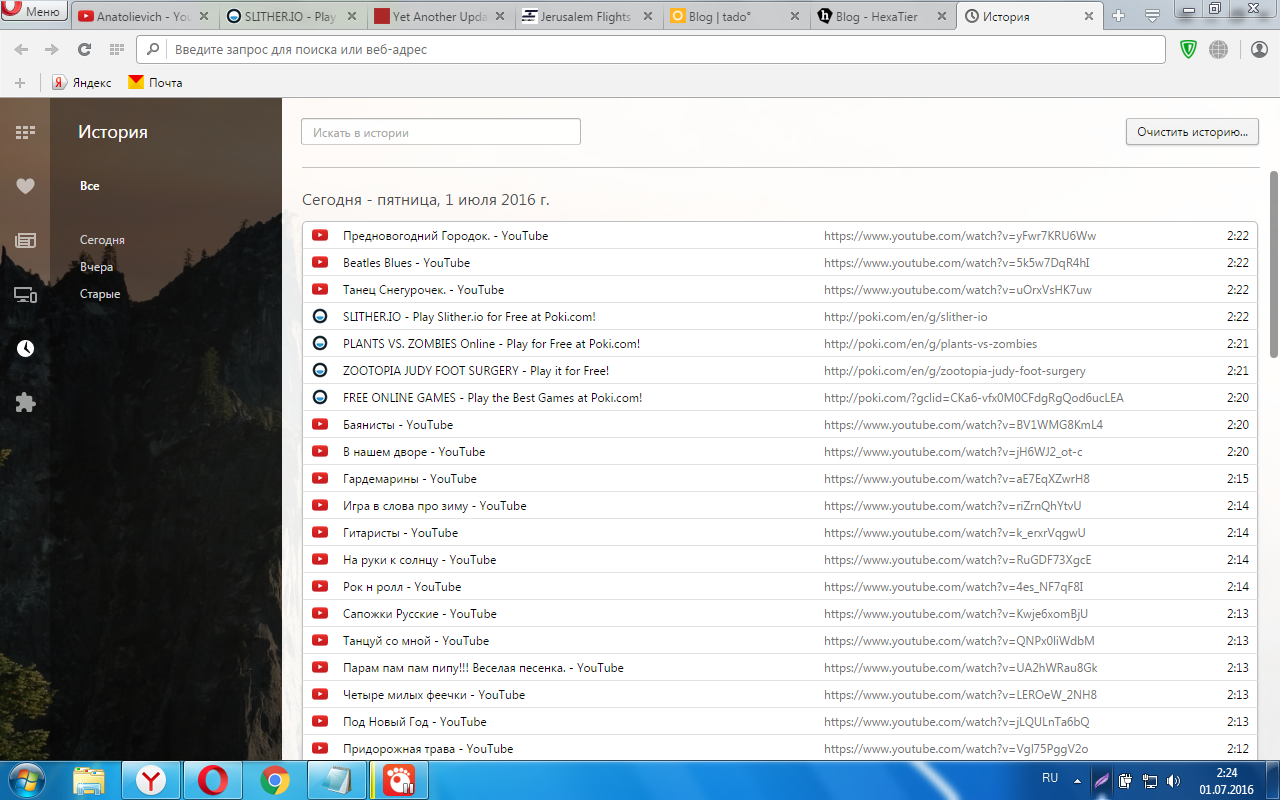 Меню
Anatolievich - You
SLITHER.IO - Play
Yet Another Upda
Jerusalem Flights
Blog | tado°
Blog - HexaTier
История
Введите запрос для поиска или веб-адрес
Яндекс
Почта
История
Искать в истории
Очистить историю...
Все
Сегодня
Вчера
Старые
Сегодня - пятница, 1 июля 2016 г.
Предновогодний Городок. - YouTube https://www.youtube.com/watch?v=yFwr7KRU6Ww 2:22
Beatles Blues - YouTube https://www.youtube.com/watch?v=5k5w7DqR4hI 2:22
Танец Снегурочек. - YouTube https://www.youtube.com/watch?v=uOrxVsHK7uw 2:22
SLITHER.IO - Play Slither.io for Free at Poki.com! http://poki.com/en/g/slither-io 2:22
PLANTS VS. ZOMBIES Online - Play for Free at Poki.com! http://poki.com/en/g/plants-vs-zombies 2:21
ZOOTOPIA JUDY FOOT SURGERY - Play it for Free! http://poki.com/en/g/zootopia-judy-foot-surgery 2:21
FREE ONLINE GAMES - Play the Best Games at Poki.com! http://poki.com/?gclid=CKa6-vfx0M0CFdgRgQod6ucLEA 2:20
Баянисты - YouTube https://www.youtube.com/watch?v=BV1WMG8KmL4 2:20
В нашем дворе - YouTube https://www.youtube.com/watch?v=jH6WJ2_ot-c 2:20
Гардемарины - YouTube https://www.youtube.com/watch?v=aE7EqXZwrH8 2:15
Игра в слова про зиму - YouTube https://www.youtube.com/watch?v=riZrnQhYtvU 2:14
Гитаристы - YouTube https://www.youtube.com/watch?v=k_erxrVqgwU 2:14
На руки к солнцу - YouTube https://www.youtube.com/watch?v=RuGDF73XgcE 2:14
Рок н ролл - YouTube https://www.youtube.com/watch?v=4es_NF7qF8I 2:14
Сапожки Русские - YouTube https://www.youtube.com/watch?v=Kwje6xomBjU 2:13
Танцуй со мной - YouTube https://www.youtube.com/watch?v=QNPx0liWdbM 2:13
Парам пам пам пипу!!! Веселая песенка. - YouTube https://www.youtube.com/watch?v=UA2hWRau8Gk 2:13
Четыре милых феечки - YouTube https://www.youtube.com/watch?v=LEROeW_2NH8 2:13
Под Новый Год - YouTube https://www.youtube.com/watch?v=jLQULnTa6bQ 2:13
Придорожная трава - YouTube https://www.youtube.com/watch?v=VgI75PggV2o 2:12
RU
2:24
01.07.2016